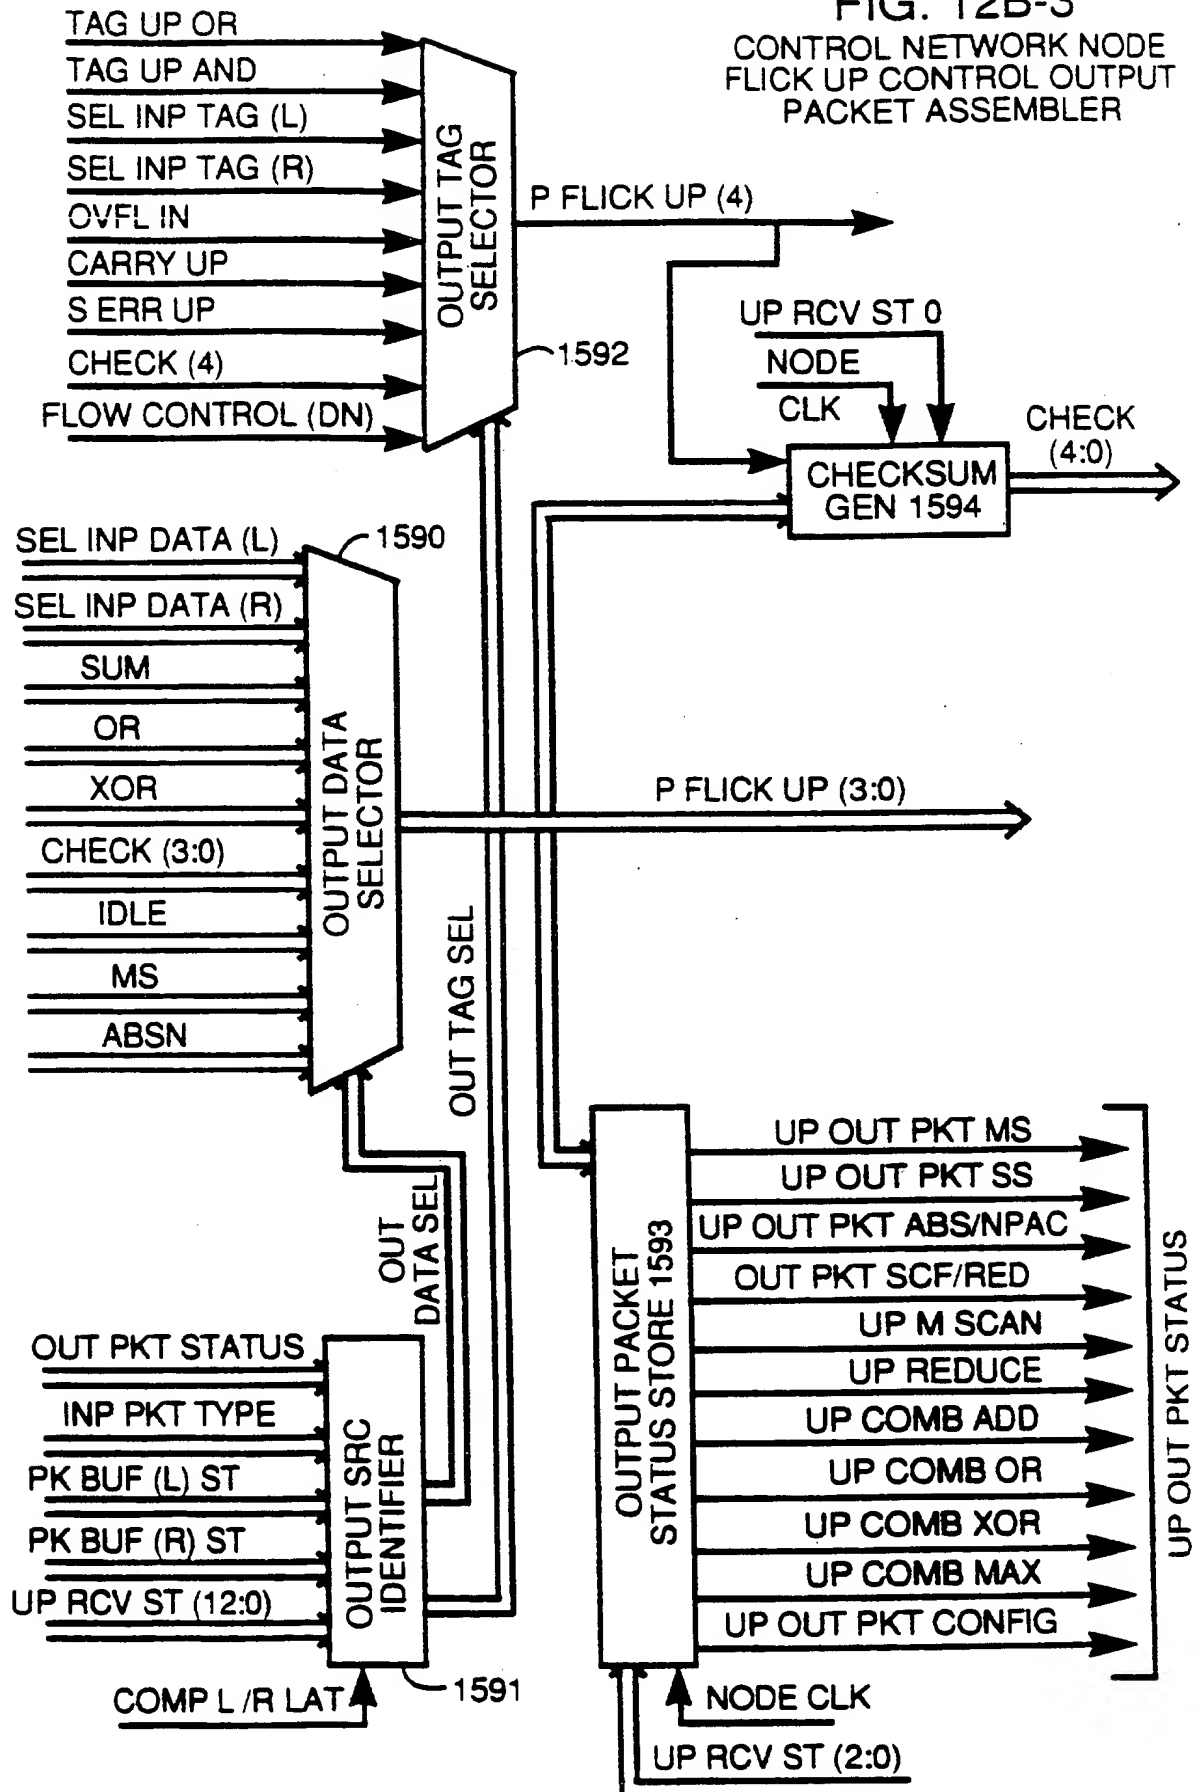 FIG. 12B-3
CONTROL NETWORK NODE
FLICK UP CONTROL OUTPUT
PACKET ASSEMBLER
TAG UP OR
TAG UP AND
SEL INP TAG (L)
SEL INP TAG (R)
OVFL IN
CARRY UP
S ERR UP
CHECK (4)
FLOW CONTROL (DN)
OUTPUT TAG
SELECTOR
1592
P FLICK UP (4)
UP RCV ST 0
NODE
CLK
CHECKSUM
GEN 1594
CHECK
(4:0)
SEL INP DATA (L)
SEL INP DATA (R)
SUM
OR
XOR
CHECK (3:0)
IDLE
MS
ABSN
1590
OUTPUT DATA
SELECTOR
P FLICK UP (3:0)
OUT TAG SEL
OUT
DATA SEL
OUT PKT STATUS
INP PKT TYPE
PK BUF (L) ST
PK BUF (R) ST
UP RCV ST (12:0)
OUTPUT SRC
IDENTIFIER
COMP L /R LAT
1591
OUTPUT PACKET
STATUS STORE 1593
UP OUT PKT MS
UP OUT PKT SS
UP OUT PKT ABS/NPAC
OUT PKT SCF/RED
UP M SCAN
UP REDUCE
UP COMB ADD
UP COMB OR
UP COMB XOR
UP COMB MAX
UP OUT PKT CONFIG
UP OUT PKT STATUS
NODE CLK
UP RCV ST (2:0)